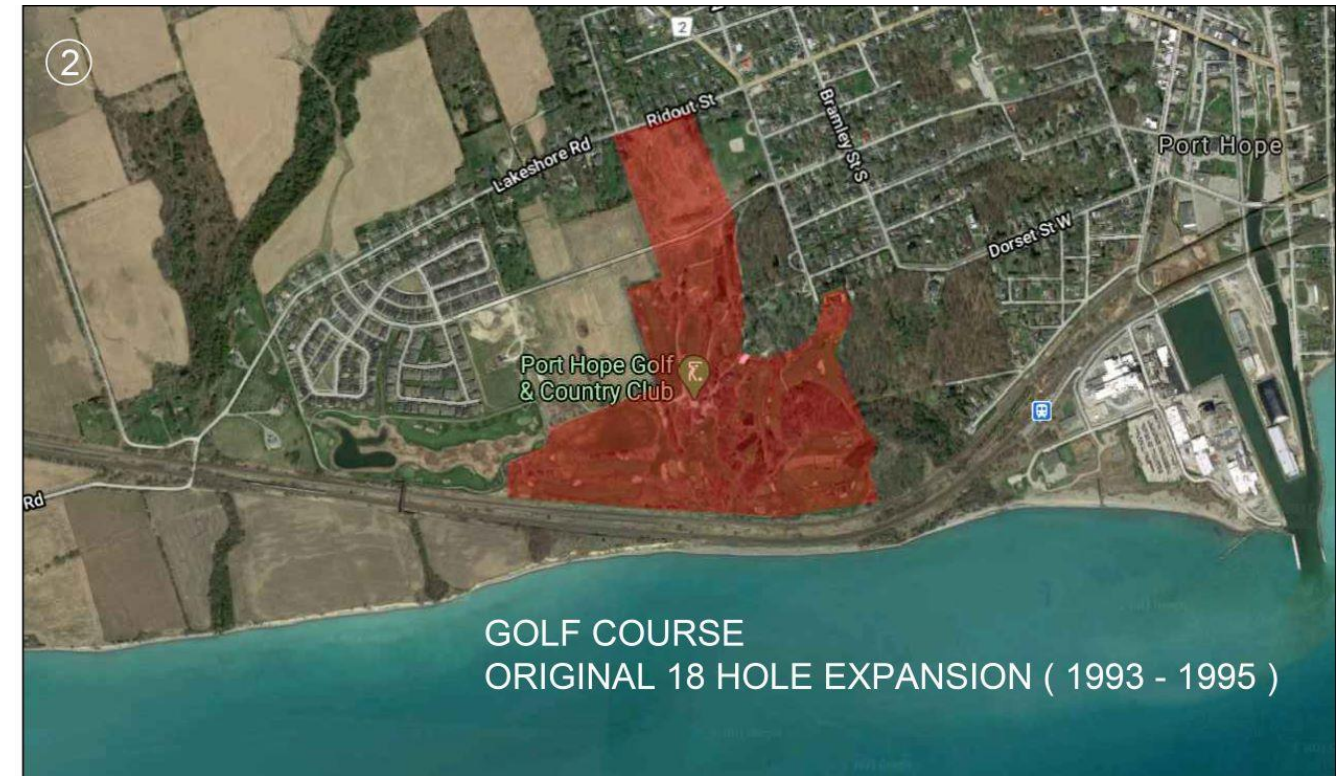 2
2
Ridout St
Bramley St S
Lakeshore Rd
Port Hope
Dorset St W
Port Hope Golf
& Country Club
Rd
GOLF COURSE
ORIGINAL 18 HOLE EXPANSION ( 1993 - 1995 )